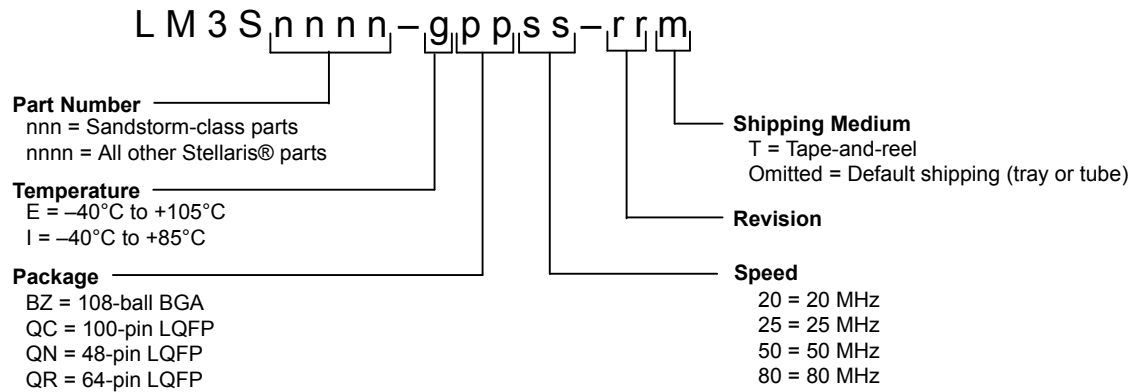 L M 3 S n n n n – g p p s s – r r m
Part Number
nnn = Sandstorm-class parts
nnnn = All other Stellaris® parts
Temperature
E = –40°C to +105°C
I = –40°C to +85°C
Package
BZ = 108-ball BGA
QC = 100-pin LQFP
QN = 48-pin LQFP
QR = 64-pin LQFP
Shipping Medium
T = Tape-and-reel
Omitted = Default shipping (tray or tube)
Revision
Speed
20 = 20 MHz
25 = 25 MHz
50 = 50 MHz
80 = 80 MHz